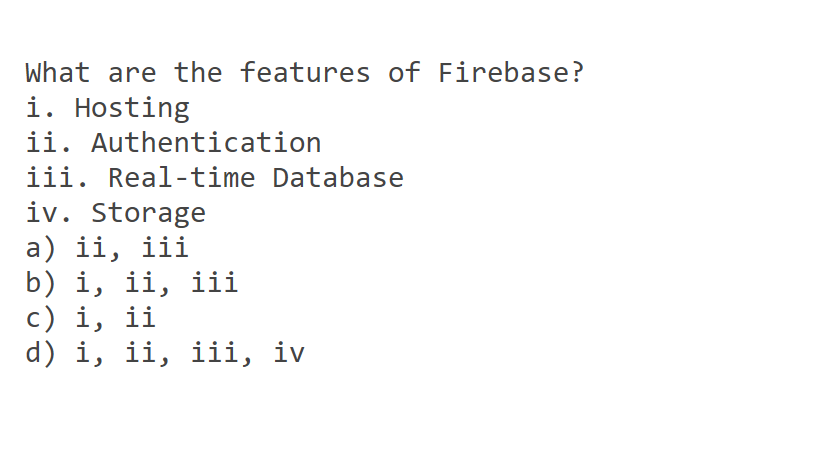 What are the features of Firebase?
i. Hosting
ii. Authentication
iii. Real-time Database
iv. Storage
a) ii, iii
b) i, ii, iii
c) i, ii
d) i, ii, iii, iv